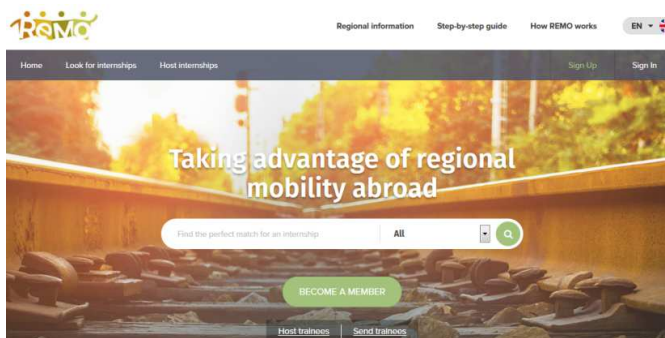 REMO
Regional information Step-by-step guide How REMO works EN
Home Look for internships Host internships Sign Up Sign In
Taking advantage of regional
mobility abroad
Find the perfect match for an internship All
BECOME A MEMBER
Host trainees Send trainees